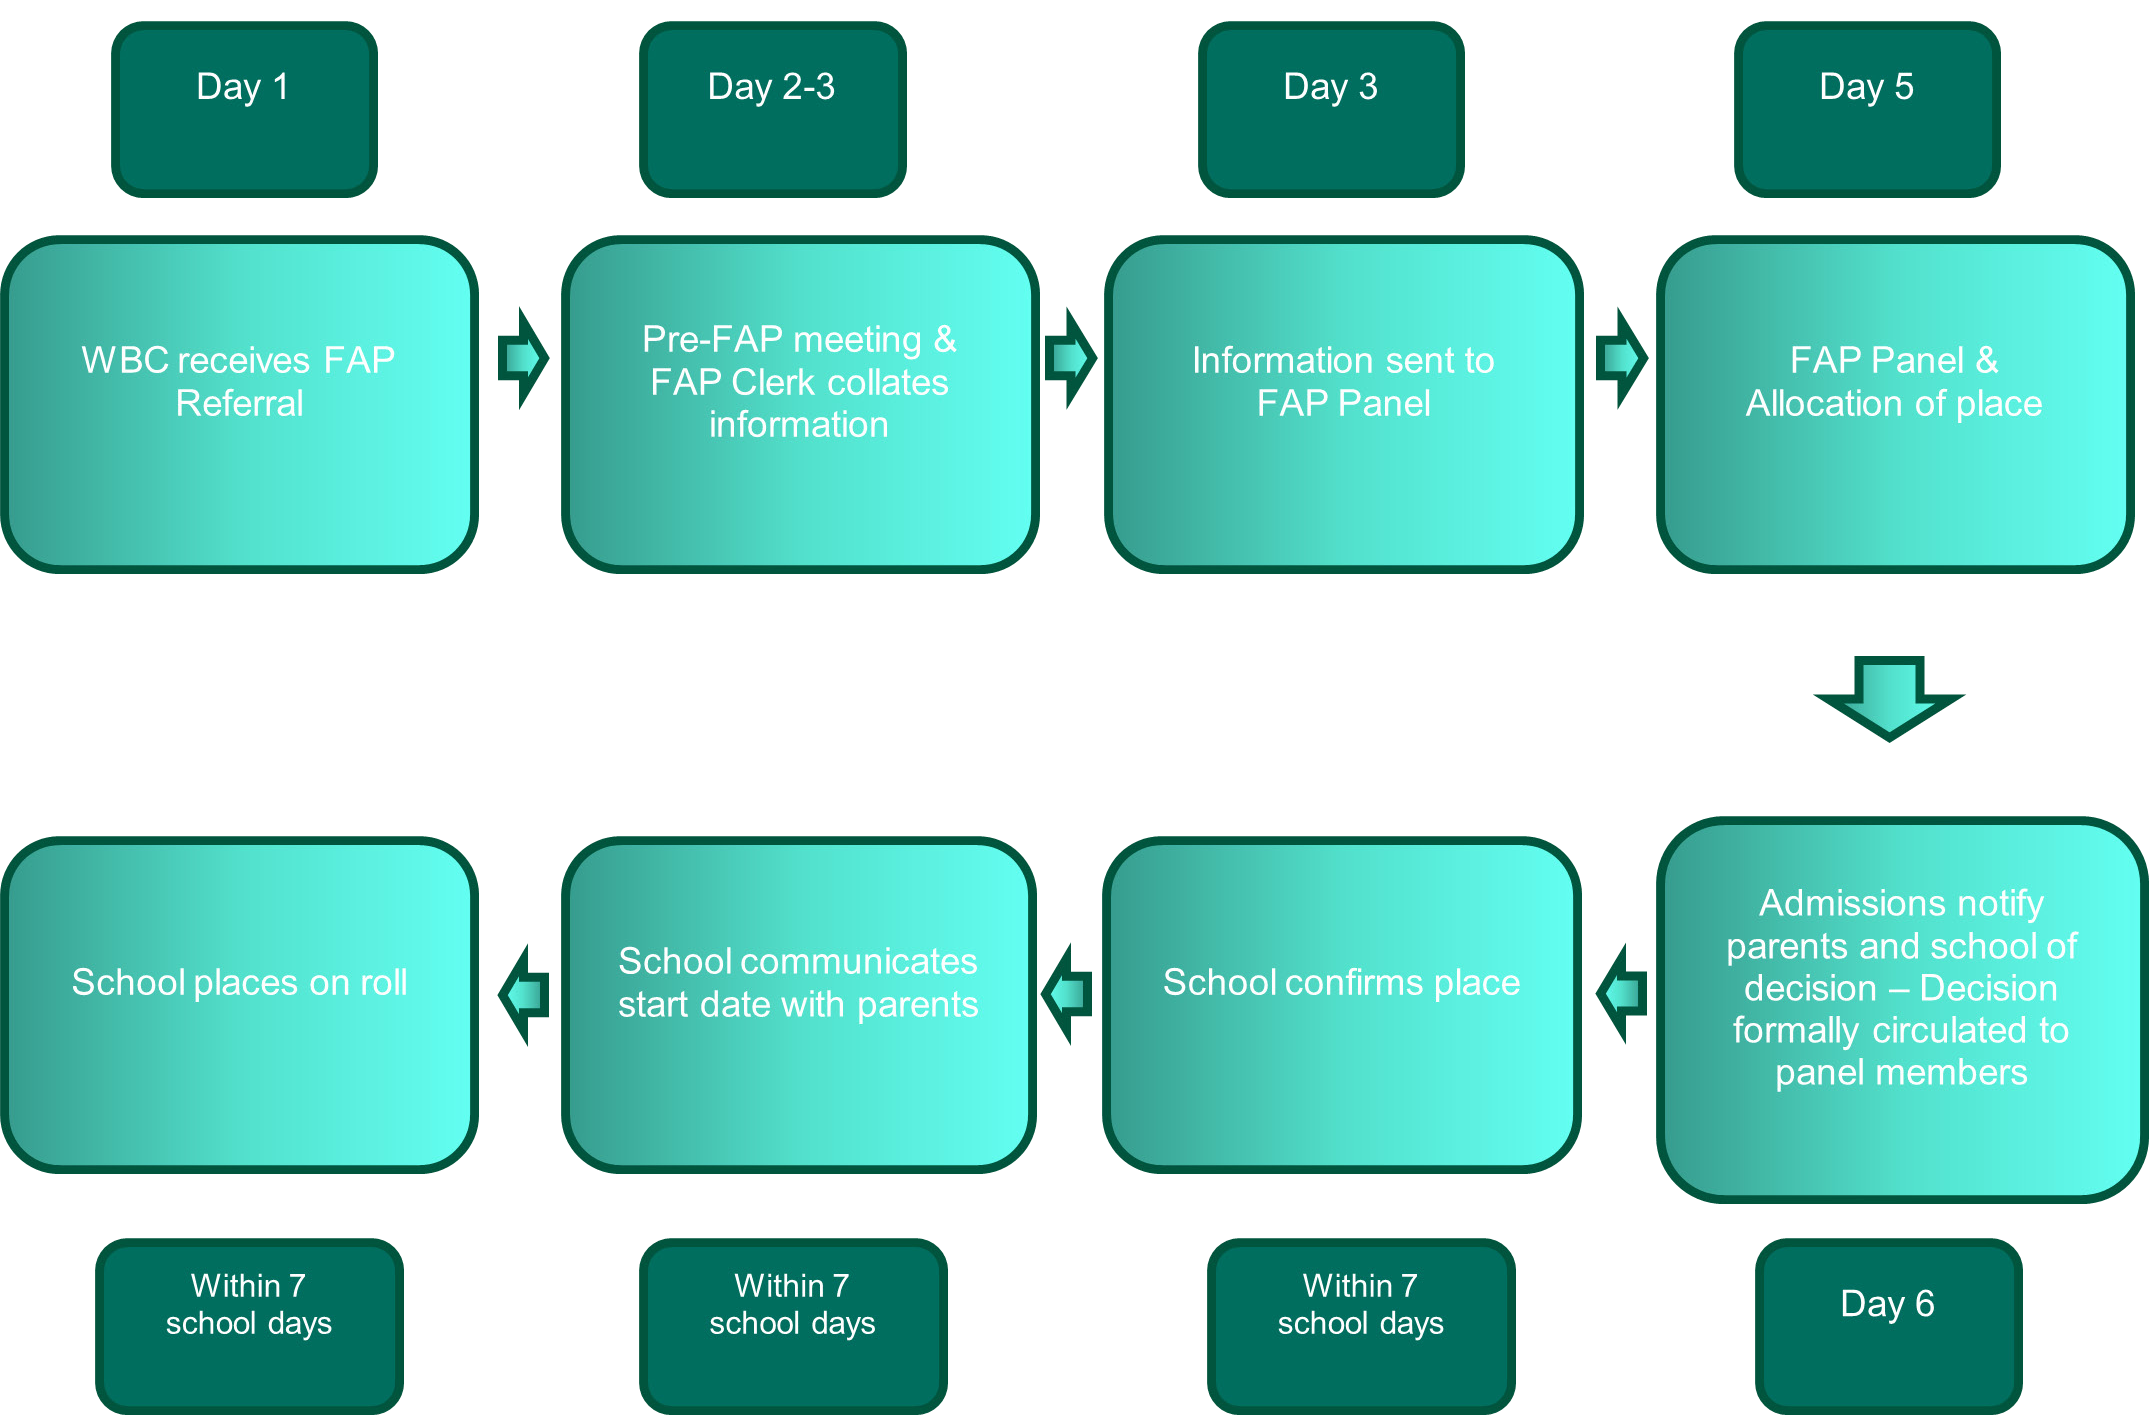 Day 1
Day 2-3
Day 3
Day 5
WBC receives FAP
Referral
Pre-FAP meeting &
FAP Clerk collates
information
Information sent to
FAP Panel
FAP Panel &
Allocation of place
Admissions notify
parents and school of
decision – Decision
formally circulated to
panel members
School confirms place
School communicates
start date with parents
School places on roll
Day 6
Within 7
school days
Within 7
school days
Within 7
school days